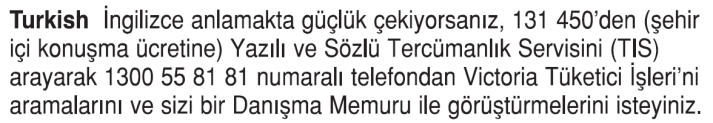 Turkish İngilizce anlamakta güçlük çekiyorsanız, 131 450’den (şehir
içi konuşma ücretine) Yazılı ve Sözlü Tercümanlık Servisini (TIS)
arayarak 1300 55 81 81 numaralı telefondan Victoria Tüketici İşleri’ni
aramalarını ve sizi bir Danışma Memuru ile görüştürmelerini isteyiniz.